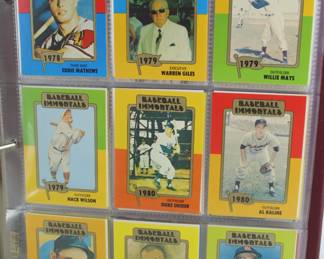 1978
THIRD BASE
EDDIE MATHEWS
1979
EXECUTIVE
WARREN GILES
1979
OUTFIELDER
WILLIE MAYS
BASEBALL IMMORTALS
1979
OUTFIELDER
HACK WILSON
BASEBALL IMMORTALS
1980
OUTFIELDER
DUKE SNIDER
BASEBALL IMMORTALS
1980
OUTFIELDER
AL KALINE
BASEBALL IMMORTALS
BASEBALL IMMORTALS
BASEBALL IMMORTALS